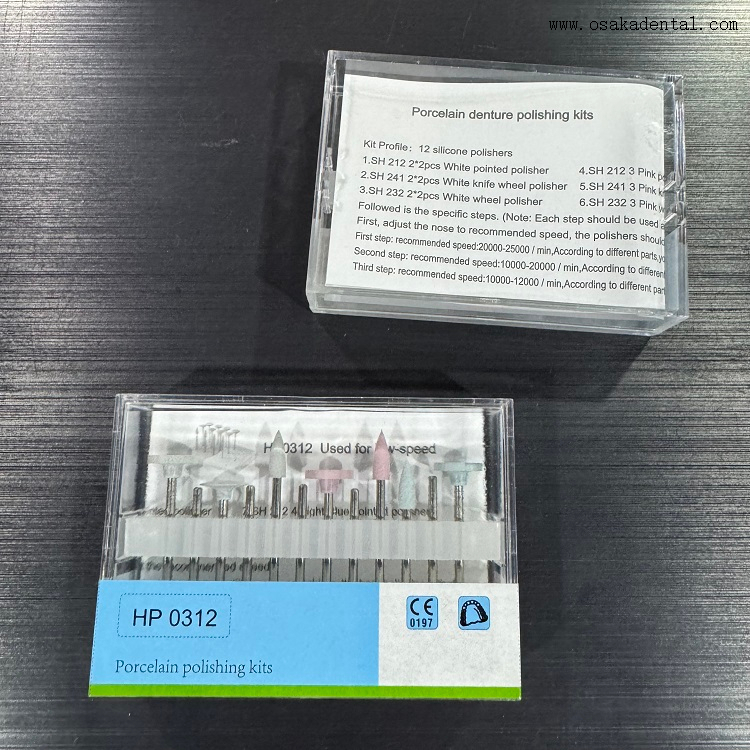 www.osakadental.com
Porcelain denture polishing kits
Kit Profile: 12 silicone polishers
1.SH 212 2*2pcs White pointed polisher 4.SH 212 3 Pink
2.SH 241 2*2pcs White knife wheel polisher 5.SH 241 3 Pink
3.SH 232 2*2pcs White wheel polisher 6.SH 232 3 Pink
Followed is the specific steps. (Note: Each step should be used
First, adjust the nose to recommended speed, the polishers
First step: recommended speed:20000-25000 / min,According to different parts,
Second step: recommended speed:10000-20000 / min,According to
Third step: recommended speed:10000-12000 / min,According to different
0312 Used for
HP 0312
CE
0197
Porcelain polishing kits